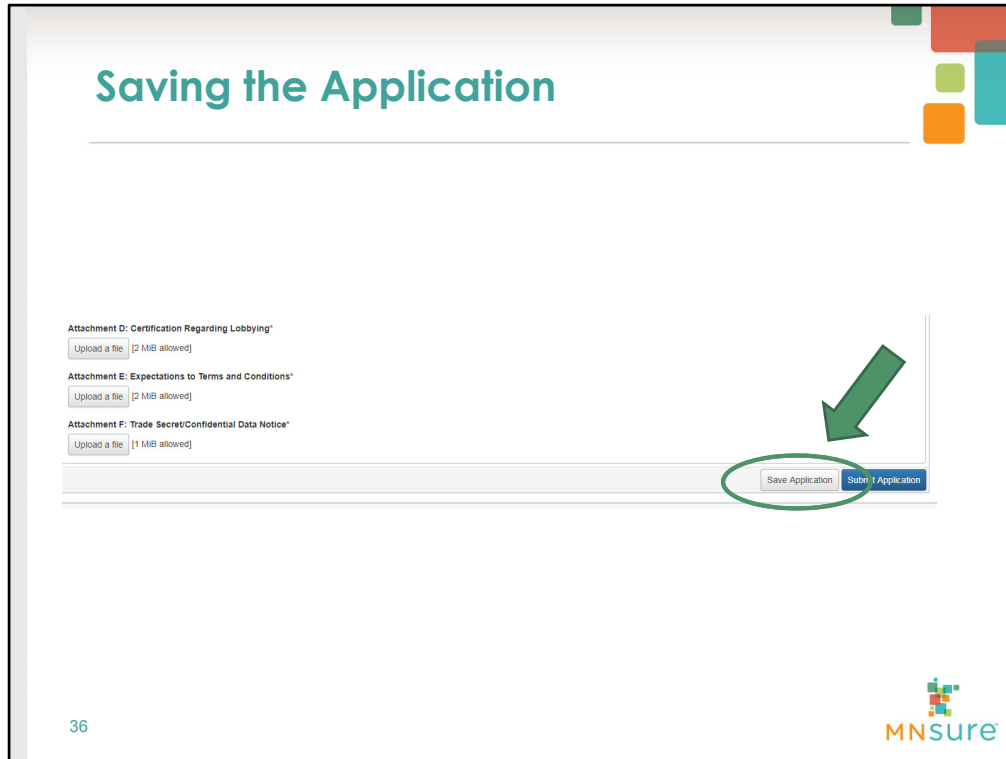 Saving the Application
Attachment D: Certification Regarding Lobbying*
Upload a file [2 MiB allowed]
Attachment E: Expectations to Terms and Conditions*
Upload a file [2 MiB allowed]
Attachment F: Trade Secret/Confidential Data Notice*
Upload a file [1 MiB allowed]
Save Application Submit Application
36
MNsure